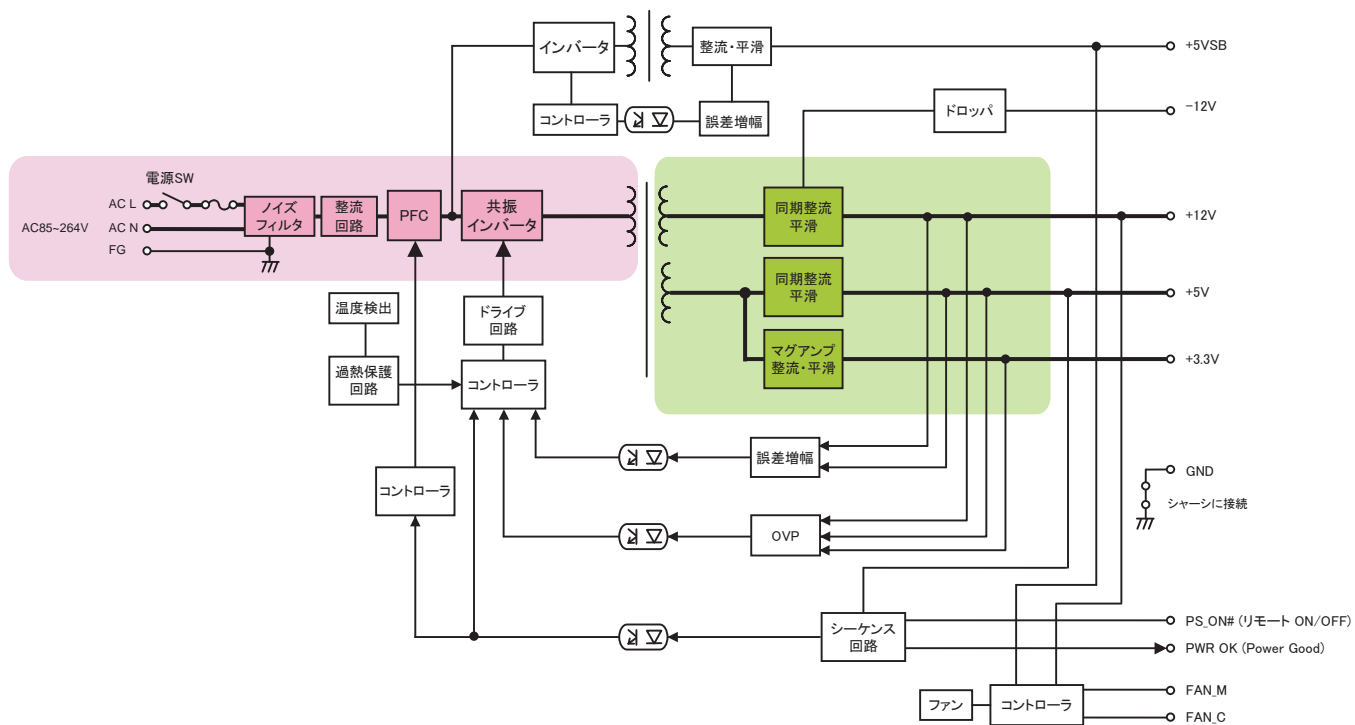 インバータ
整流・平滑
+5VSB
コントローラ
誤差増幅
ドロッパ
-12V
電源SW
AC L
AC85~264V
AC N
FG
ノイズ
フィルタ
整流
回路
PFC
共振
インバータ
同期整流
平滑
+12V
同期整流
平滑
+5V
マグアンプ
整流・平滑
+3.3V
温度検出
ドライブ
回路
過熱保護
回路
コントローラ
誤差増幅
コントローラ
OVP
GND
シャーシに接続
シーケンス
回路
PS_ON# (リモート ON/OFF)
PWR OK (Power Good)
ファン
コントローラ
FAN_M
FAN_C